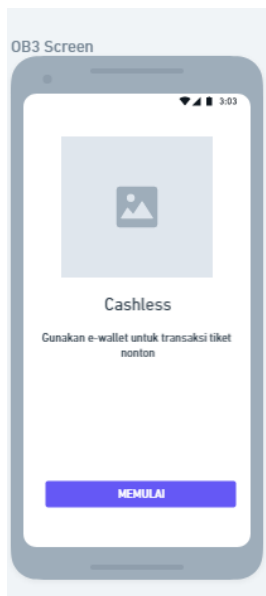 OB3 Screen
3:03
Cashless
Gunakan e-wallet untuk transaksi tiket
nonton
MEMULAI